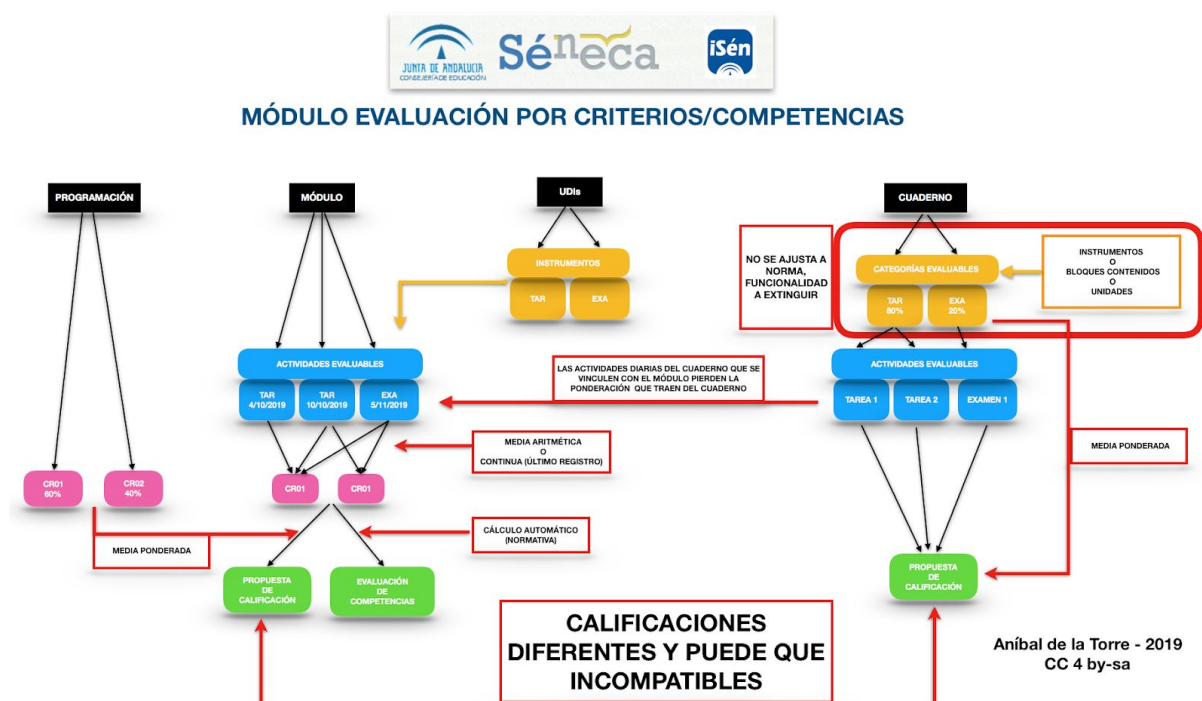 JUNTA DE ANDALUCIA
CONSEJERÍA DE EDUCACIÓN
Séneca
iSén
MÓDULO EVALUACIÓN POR CRITERIOS/COMPETENCIAS
PROGRAMACIÓN
MÓDULO
UDIs
CUADERNO
INSTRUMENTOS
TAR
EXA
NO SE AJUSTA A
NORMA,
FUNCIONALIDAD
A EXTINGUIR
CATEGORÍAS EVALUABLES
TAR
80%
EXA
20%
INSTRUMENTOS
O
BLOQUES CONTENIDOS
O
UNIDADES
ACTIVIDADES EVALUABLES
TAR
4/10/2019
TAR
10/10/2019
EXA
5/11/2019
LAS ACTIVIDADES DIARIAS DEL CUADERNO QUE SE
VINCULEN CON EL MÓDULO PIERDEN LA
PONDERACIÓN QUE TRAEN DEL CUADERNO
ACTIVIDADES EVALUABLES
TAREA 1
TAREA 2
EXAMEN 1
MEDIA ARITMÉTICA
O
CONTINUA (ÚLTIMO REGISTRO)
MEDIA PONDERADA
CR01
60%
CR02
40%
CR01
CR01
MEDIA PONDERADA
CÁLCULO AUTOMÁTICO
(NORMATIVA)
PROPUESTA
DE
CALIFICACIÓN
EVALUACIÓN
DE
COMPETENCIAS
PROPUESTA
DE
CALIFICACIÓN
CALIFICACIONES
DIFERENTES Y PUEDE QUE
INCOMPATIBLES
Aníbal de la Torre - 2019
CC 4 by-sa